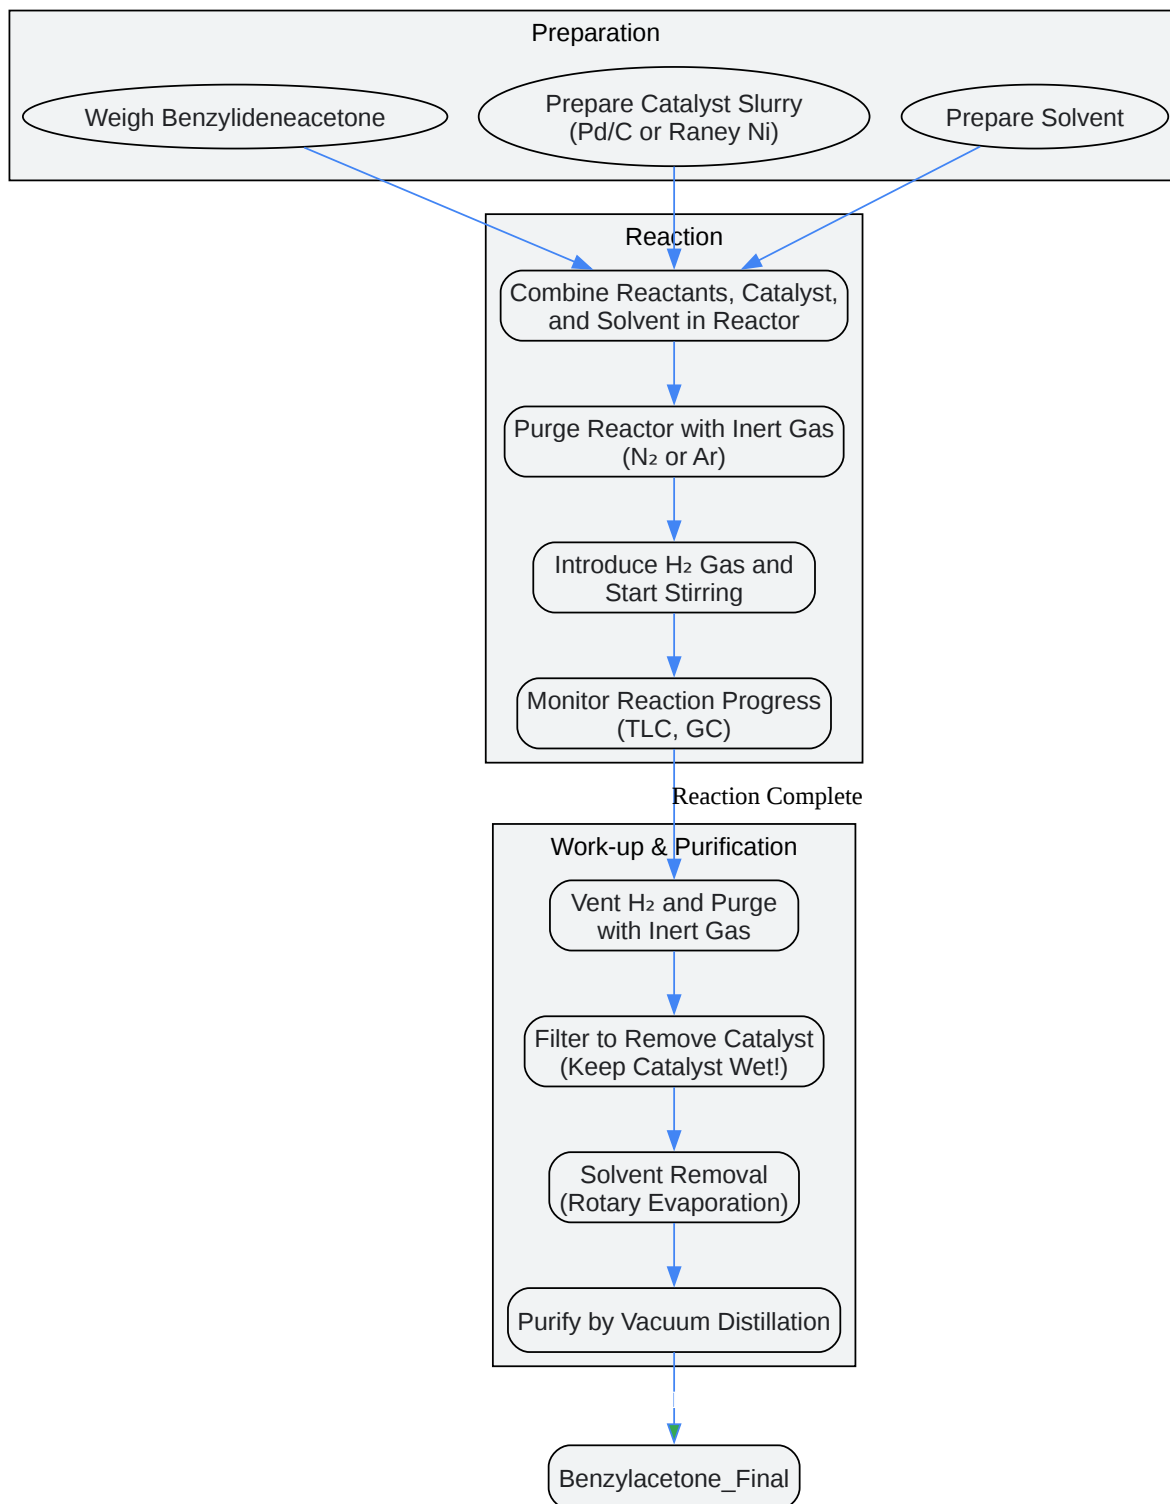 Preparation
Weigh Benzylideneacetone
Prepare Catalyst Slurry
(Pd/C or Raney Ni)
Prepare Solvent
Reaction
Combine Reactants, Catalyst,
and Solvent in Reactor
Purge Reactor with Inert Gas
(N₂ or Ar)
Introduce H₂ Gas and
Start Stirring
Monitor Reaction Progress
(TLC, GC)
Reaction Complete
Work-up & Purification
Vent H₂ and Purge
with Inert Gas
Filter to Remove Catalyst
(Keep Catalyst Wet!)
Solvent Removal
(Rotary Evaporation)
Purify by Vacuum Distillation
Benzylacetone_Final